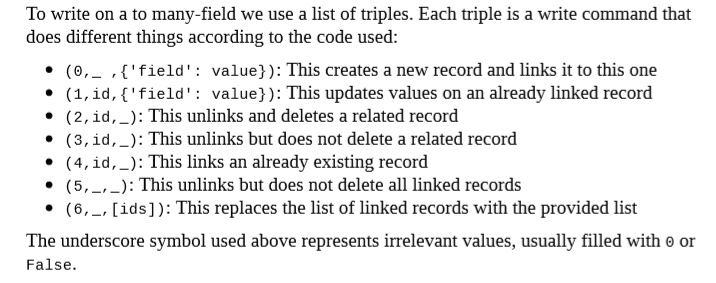 To write on a to many-field we use a list of triples. Each triple is a write command that
does different things according to the code used:
• (0,_ ,{'field': value}): This creates a new record and links it to this one
• (1,id,{'field': value}): This updates values on an already linked record
• (2,id,_): This unlinks and deletes a related record
• (3,id,_): This unlinks but does not delete a related record
• (4,id,_): This links an already existing record
• (5,_,_): This unlinks but does not delete all linked records
• (6,_,[ids]): This replaces the list of linked records with the provided list
The underscore symbol used above represents irrelevant values, usually filled with 0 or
False.